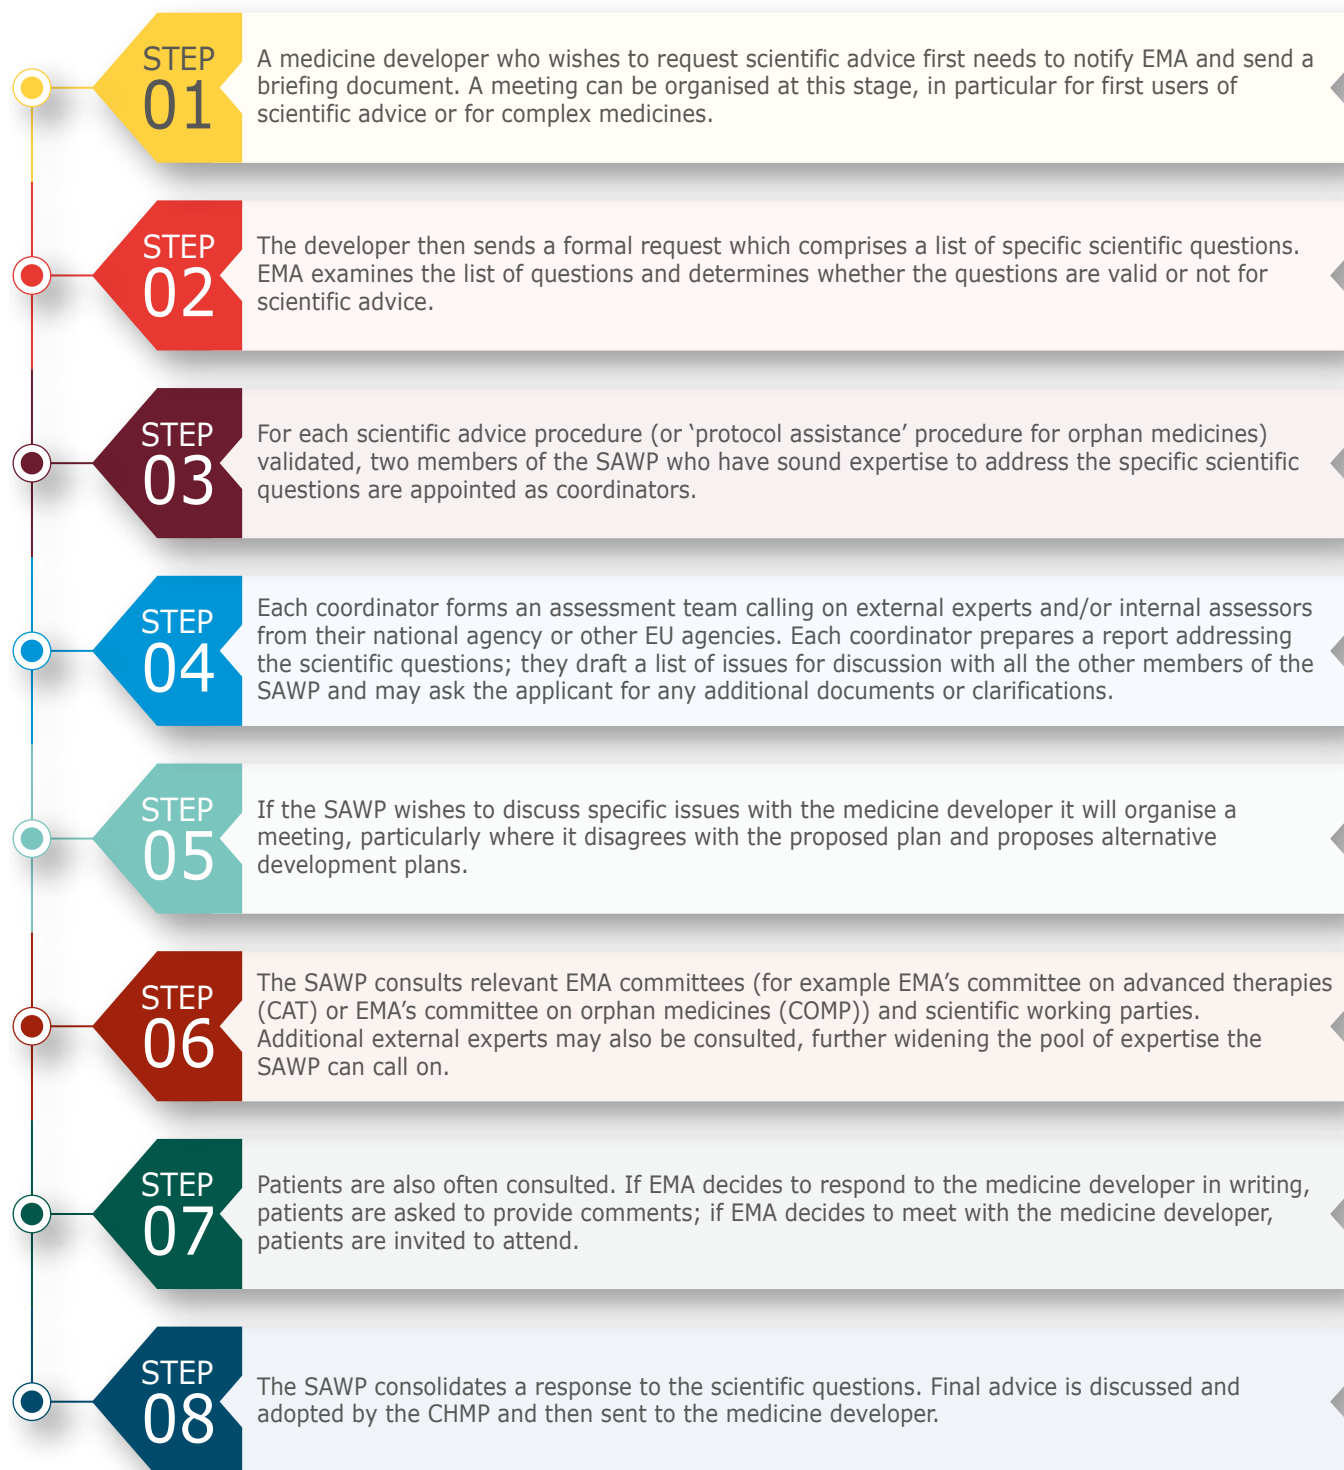 STEP
01
A medicine developer who wishes to request scientific advice first needs to notify EMA and send a
briefing document. A meeting can be organised at this stage, in particular for first users of
scientific advice or for complex medicines.
STEP
02
The developer then sends a formal request which comprises a list of specific scientific questions.
EMA examines the list of questions and determines whether the questions are valid or not for
scientific advice.
STEP
03
For each scientific advice procedure (or ‘protocol assistance’ procedure for orphan medicines)
validated, two members of the SAWP who have sound expertise to address the specific scientific
questions are appointed as coordinators.
STEP
04
Each coordinator forms an assessment team calling on external experts and/or internal assessors
from their national agency or other EU agencies. Each coordinator prepares a report addressing
the scientific questions; they draft a list of issues for discussion with all the other members of the
SAWP and may ask the applicant for any additional documents or clarifications.
STEP
05
If the SAWP wishes to discuss specific issues with the medicine developer it will organise a
meeting, particularly where it disagrees with the proposed plan and proposes alternative
development plans.
STEP
06
The SAWP consults relevant EMA committees (for example EMA’s committee on advanced therapies
(CAT) or EMA’s committee on orphan medicines (COMP)) and scientific working parties.
Additional external experts may also be consulted, further widening the pool of expertise the
SAWP can call on.
STEP
07
Patients are also often consulted. If EMA decides to respond to the medicine developer in writing,
patients are asked to provide comments; if EMA decides to meet with the medicine developer,
patients are invited to attend.
STEP
08
The SAWP consolidates a response to the scientific questions. Final advice is discussed and
adopted by the CHMP and then sent to the medicine developer.